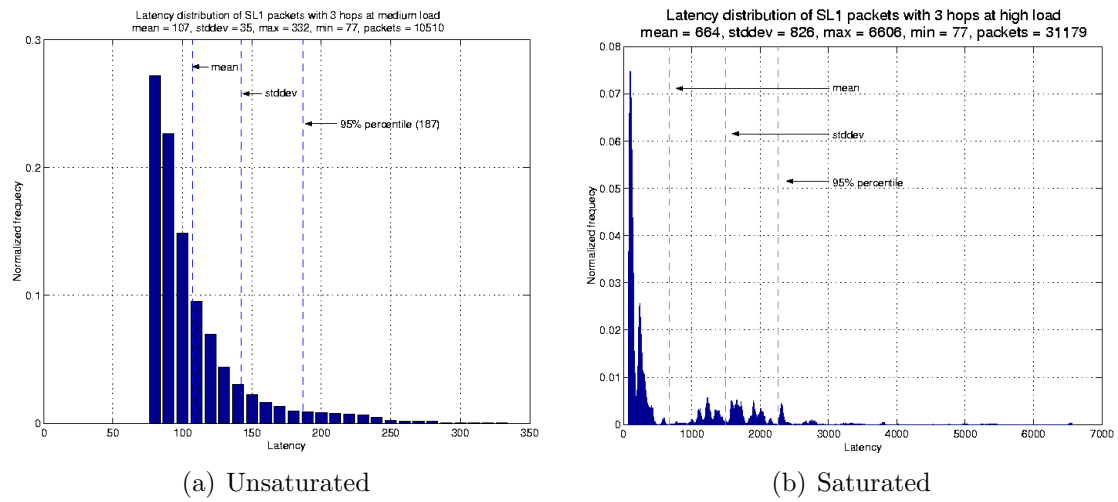 Latency distribution of SL1 packets with 3 hops at medium load
mean = 107, stddev = 35, max = 332, min = 77, packets = 10510
0.3
0.2
0.1
0
Normalized frequecy
mean
stddev
95% percentile (187)
0 50 100 150 200 250 300 350
Latency
(a) Unsaturated
Latency distribution of SL1 packets with 3 hops at high load
mean = 664, stddev = 826, max = 6606, min = 77, packets = 31179
0.08
0.07
0.06
0.05
0.04
0.03
0.02
0.01
0.00
Normalized frequecy
mean
stddev
95% percentile
0 1000 2000 3000 4000 5000 6000 7000
Latency
(b) Saturated